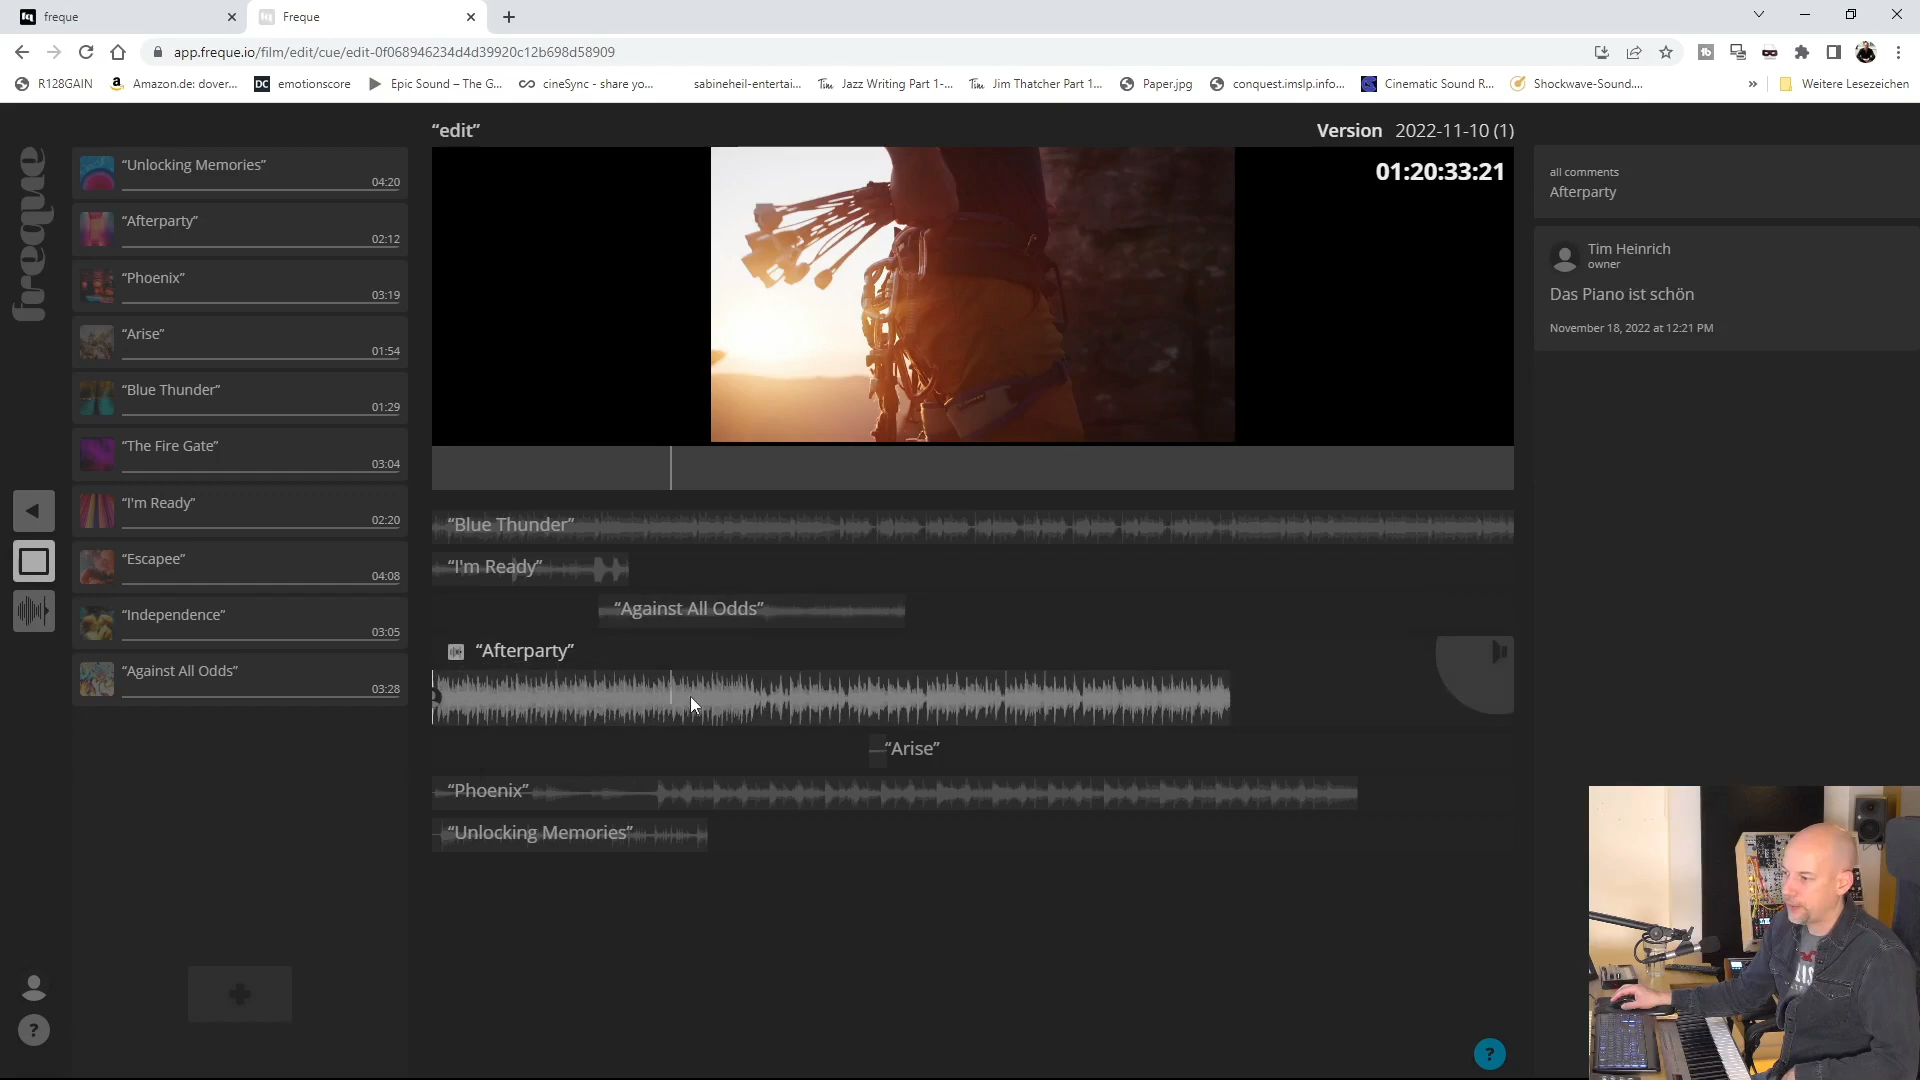 freque
Freque
app.freque.io/film/edit/cue/edit-0f068946234d4d39920c12b698d58909
R128GAIN
Amazon.de: dover...
DC
emotionscore
Epic Sound – The G...
cineSync - share yo...
sabineheil-entertai...
Jazz Writing Part 1-...
Jim Thatcher Part 1...
Paper.jpg
conquest.imslp.info...
Cinematic Sound R...
Shockwave-Sound....
»
Weitere Lesezeichen
freque
“Unlocking Memories”
04:20
“Afterparty”
02:12
“Phoenix”
03:19
“Arise”
01:54
“Blue Thunder”
01:29
“The Fire Gate”
03:04
“I'm Ready”
02:20
“Escapee”
04:08
“Independence”
03:05
“Against All Odds”
03:28
?
“edit”
Version 2022-11-10 (1)
01:20:33:21
“Blue Thunder”
“I'm Ready”
“Against All Odds”
“Afterparty”
“Arise”
“Phoenix”
“Unlocking Memories”
?
all comments
Afterparty
Tim Heinrich
owner
Das Piano ist schön
November 18, 2022 at 12:21 PM